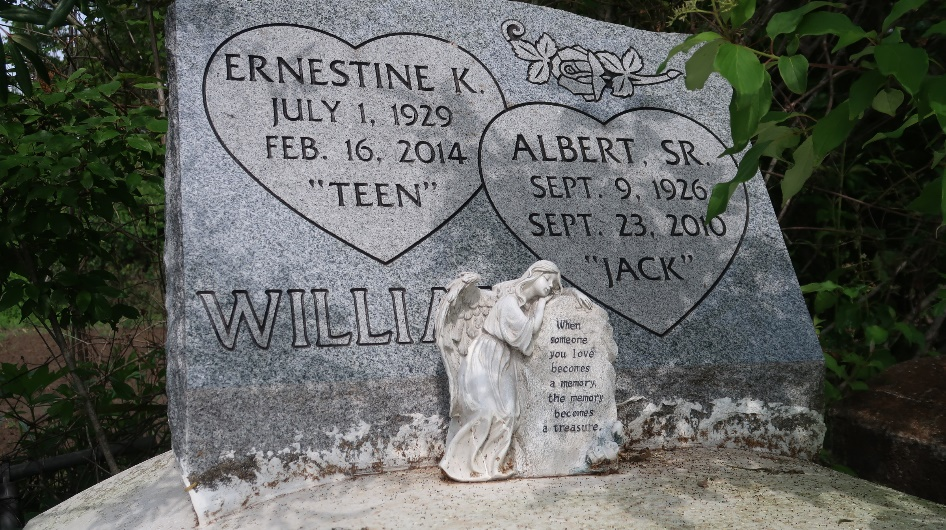 ERNESTINE K.
JULY 1, 1929
FEB. 16, 2014
"TEEN"
ALBERT, SR.
SEPT. 9, 1926
SEPT. 23, 2010
"JACK"
When
someone
you love
becomes
a memory,
the memory
becomes
a treasure.